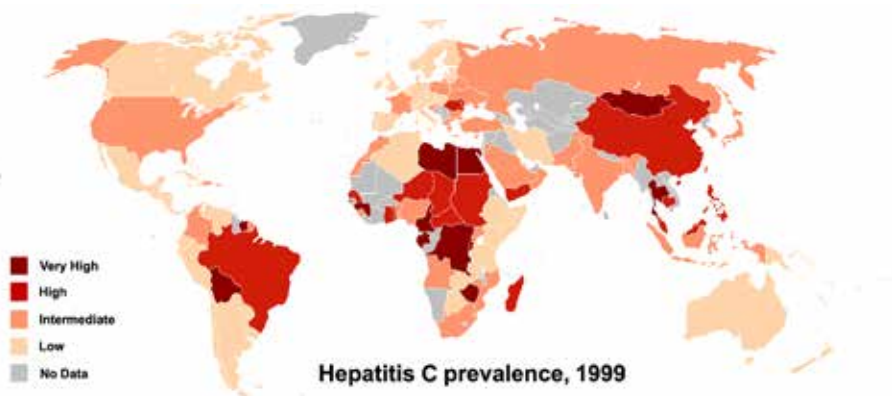 Very High
High
Intermediate
Low
No Data
Hepatitis C prevalence, 1999